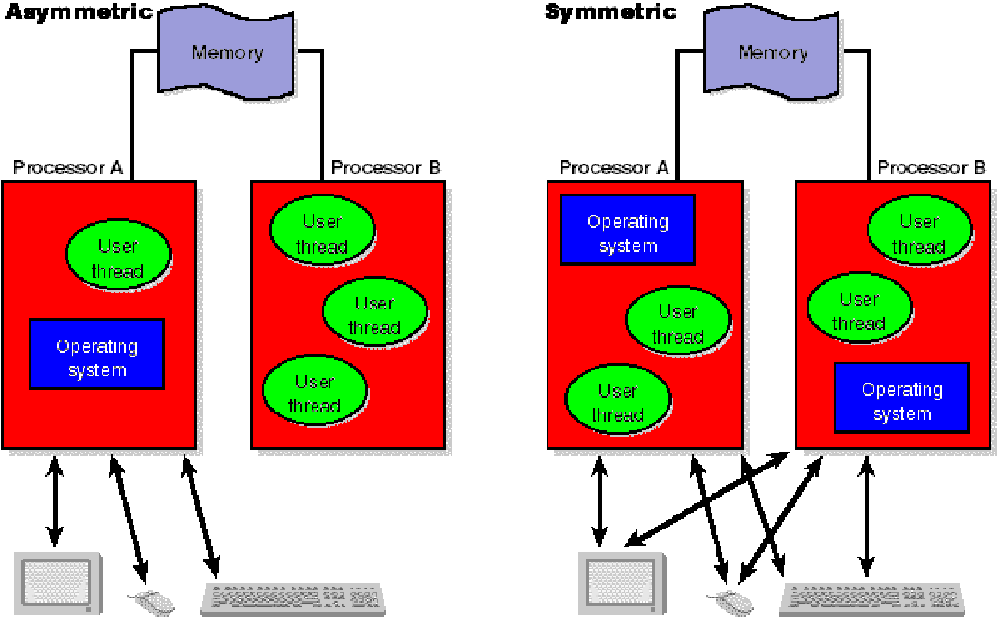 Asymmetric
Memory
Processor A
Processor B
User
thread
Operating
system
User
thread
User
thread
User
thread
Symmetric
Memory
Processor A
Processor B
Operating
system
User
thread
User
thread
User
thread
User
thread
Operating
system